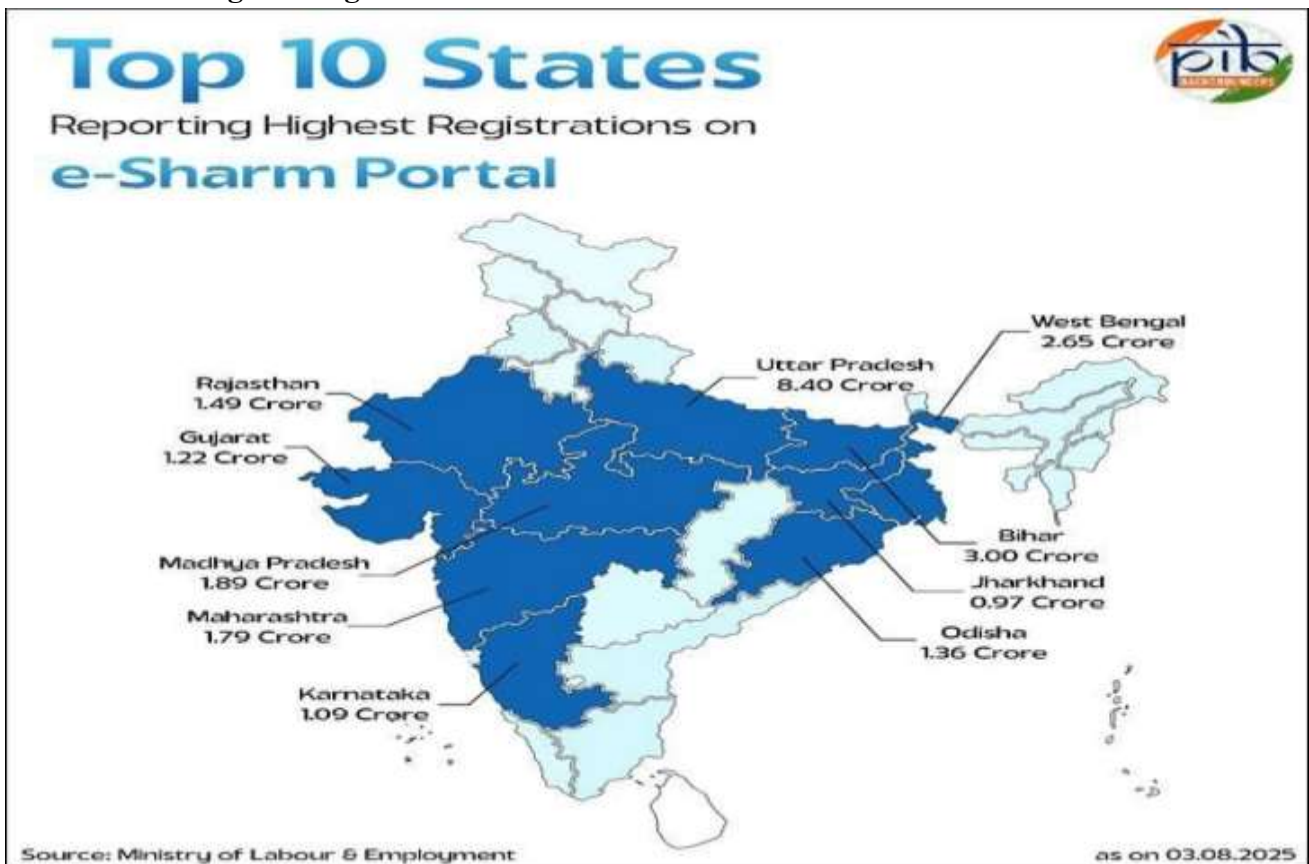 Top 10 States
Reporting Highest Registrations on
e-Sharm Portal
pib
West Bengal
2.65 Crore
Uttar Pradesh
8.40 Crore
Rajasthan
1.49 Crore
Gujarat
1.22 Crore
Bihar
3.00 Crore
Madhya Pradesh
1.89 Crore
Jharkhand
0.97 Crore
Maharashtra
1.79 Crore
Odisha
1.36 Crore
Karnataka
1.09 Crore
Source: Ministry of Labour & Employment
as on 03.08.2025